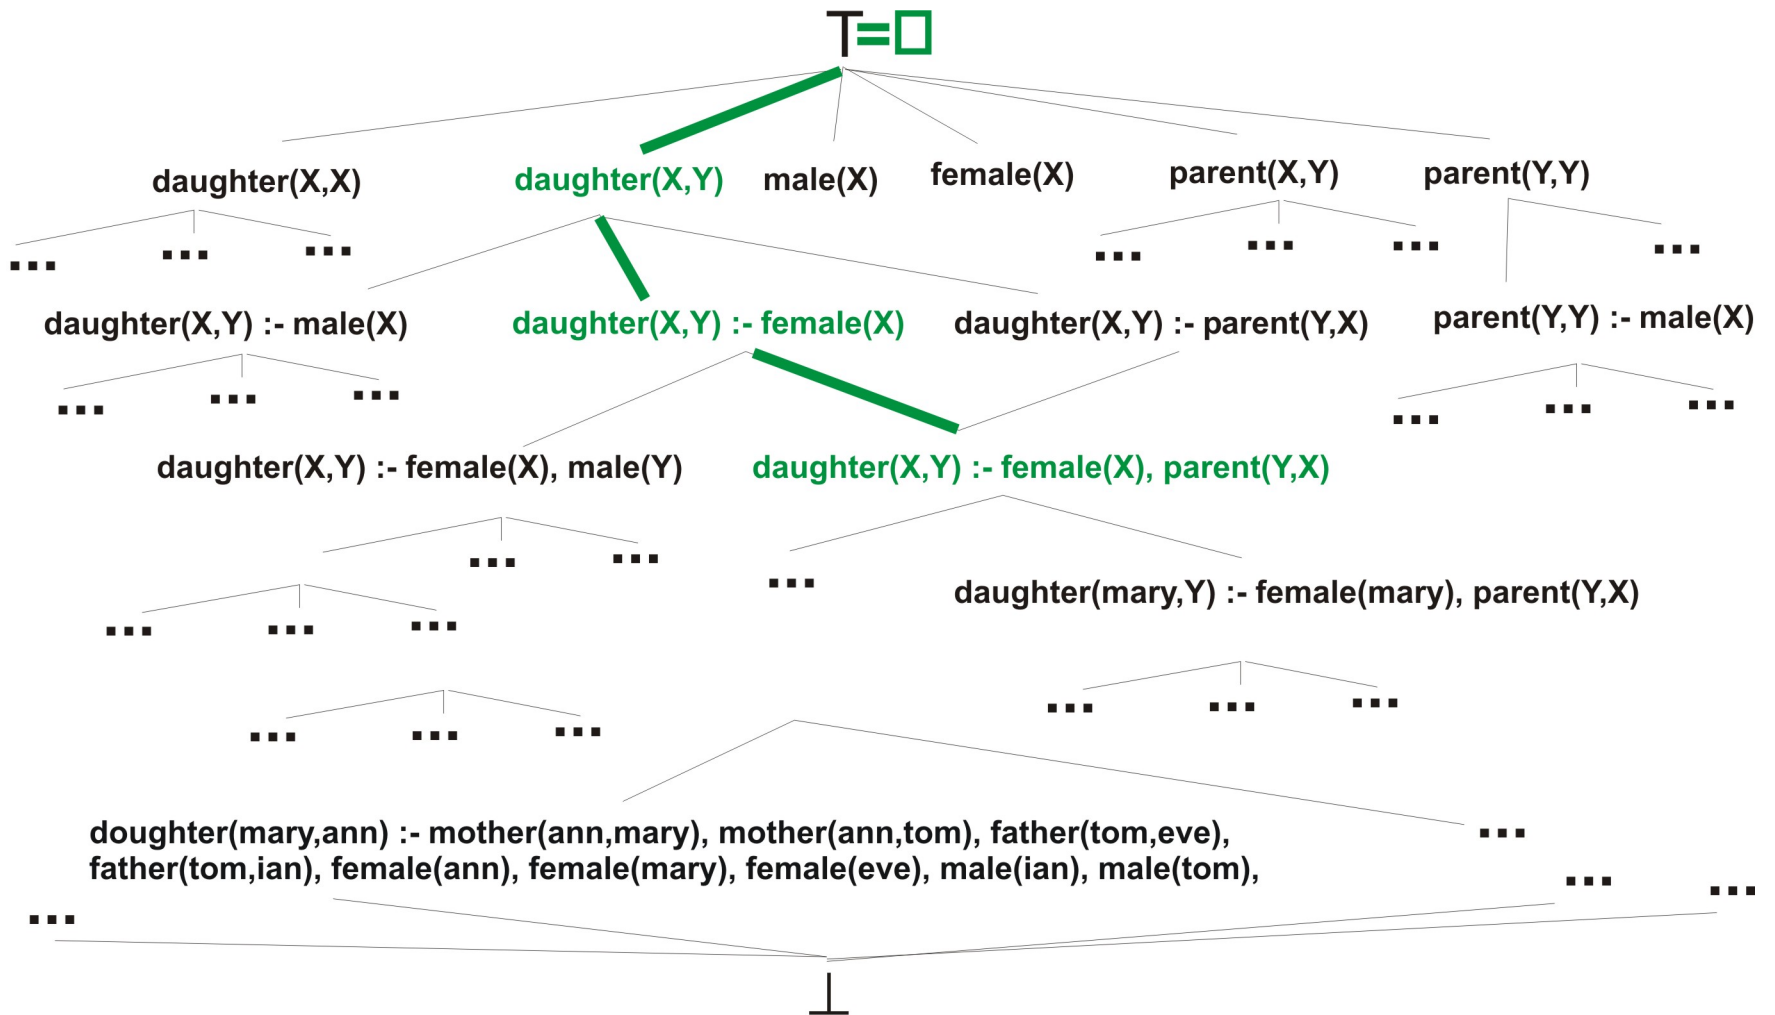 T=□
daughter(X,X) daughter(X,Y) male(X) female(X) parent(X,Y) parent(Y,Y)
... ... ... ... ... ... ...
daughter(X,Y) :- male(X) daughter(X,Y) :- female(X) daughter(X,Y) :- parent(Y,X) parent(Y,Y) :- male(X)
... ... ... ... ... ...
daughter(X,Y) :- female(X), male(Y) daughter(X,Y) :- female(X), parent(Y,X)
... ... ...
daughter(mary,Y) :- female(mary), parent(Y,X)
... ... ...
... ... ...
... ... ...
doughter(mary,ann) :- mother(ann,mary), mother(ann,tom), father(tom,eve), ...
father(tom,ian), female(ann), female(mary), female(eve), male(ian), male(tom), ... ...
...
⊥